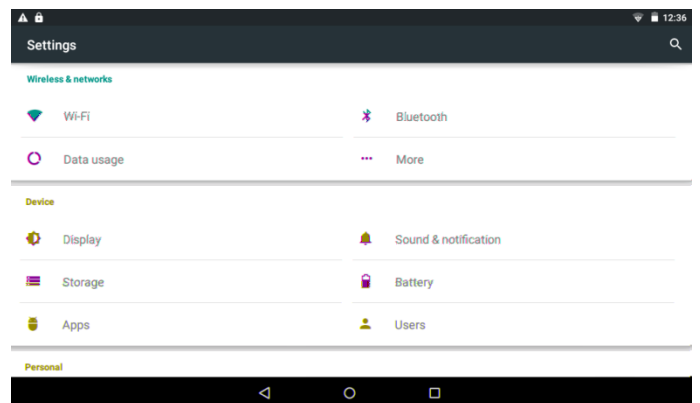 12:36
Settings
Wireless & networks
Wi-Fi
Bluetooth
Data usage
More
Device
Display
Sound & notification
Storage
Battery
Apps
Users
Personal